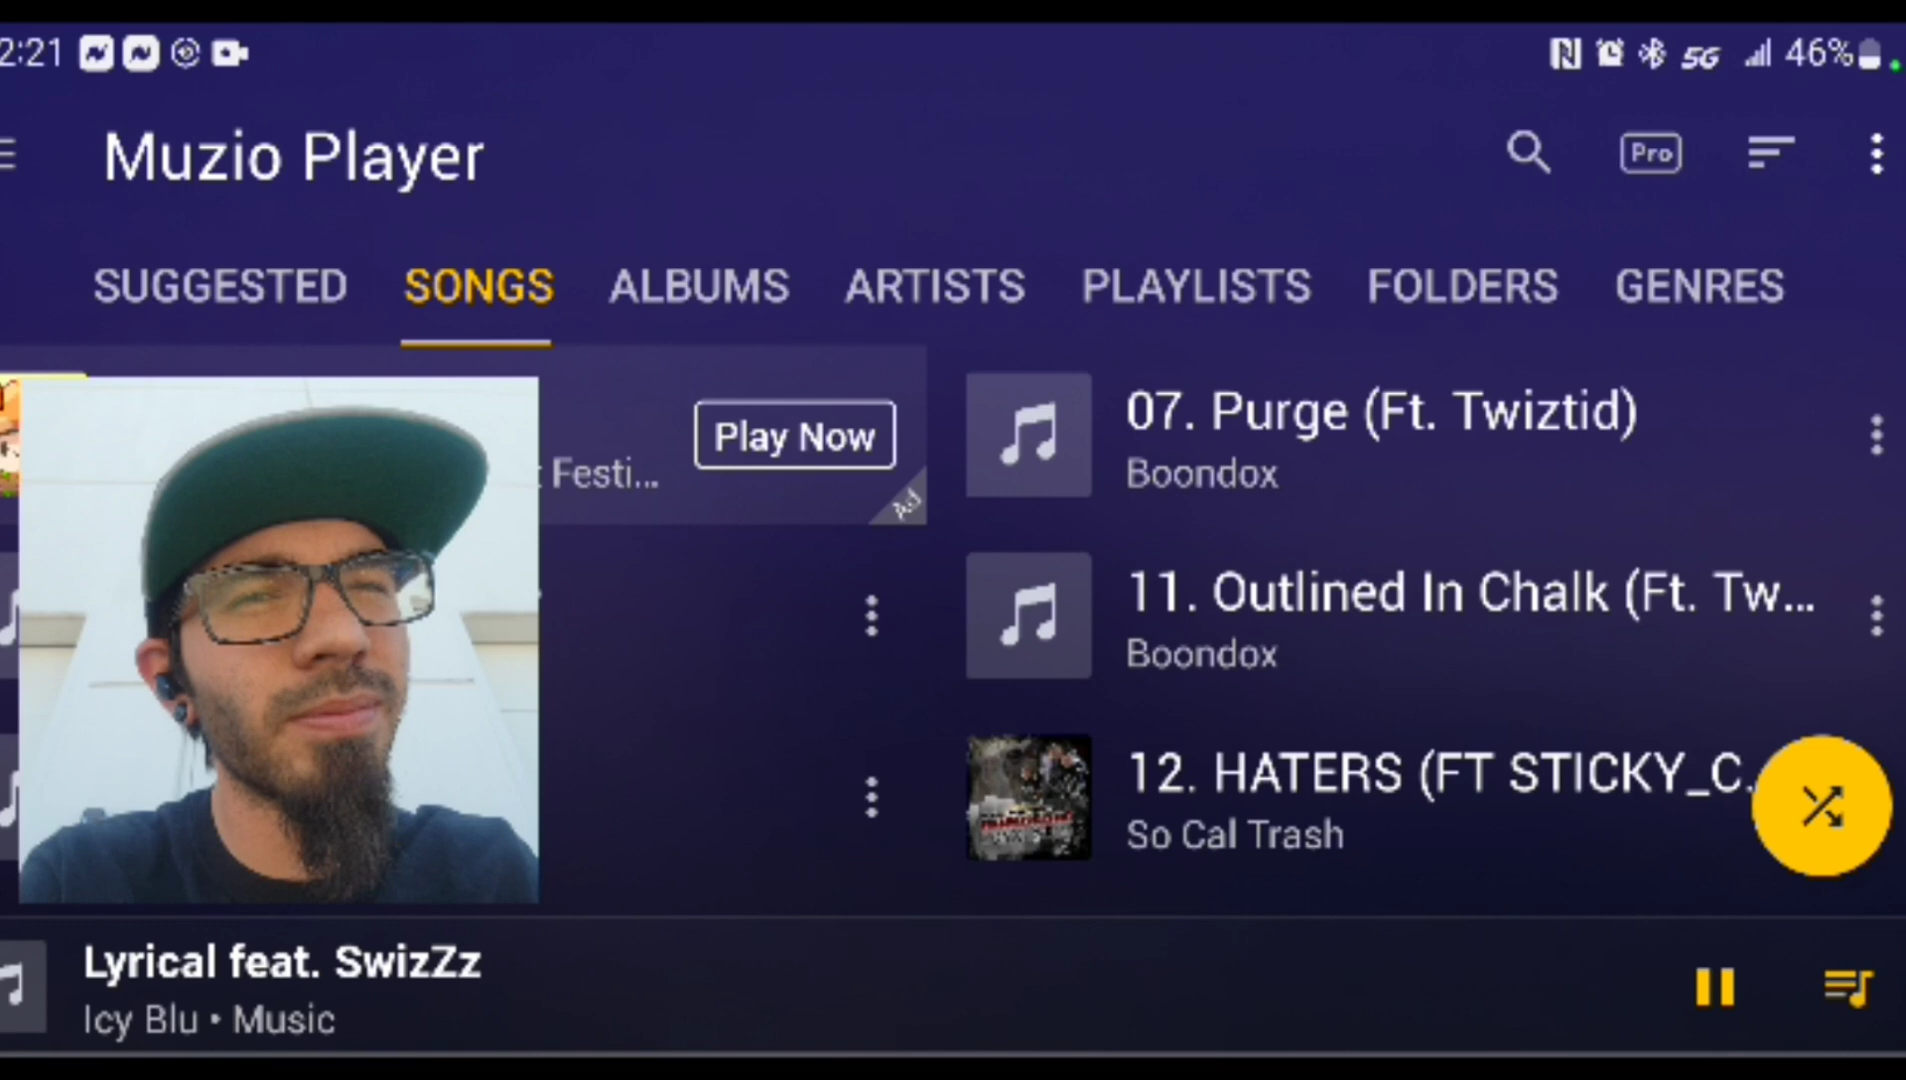 2:21 5G 46%
Muzio Player Pro
SUGGESTED SONGS ALBUMS ARTISTS PLAYLISTS FOLDERS GENRES
Festi...
Play Now
Ad
07. Purge (Ft. Twiztid)
Boondox
11. Outlined In Chalk (Ft. Tw...
Boondox
12. HATERS (FT STICKY_C.
So Cal Trash
Lyrical feat. SwizZz
Icy Blu • Music